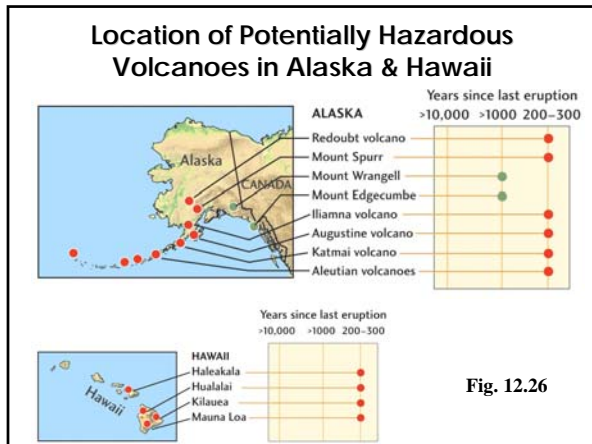 Location of Potentially Hazardous
Volcanoes in Alaska & Hawaii
Years since last eruption
ALASKA
>10,000 >1000 200–300
Redoubt volcano
Mount Spurr
Mount Wrangell
Mount Edgecumbe
Iliamna volcano
Augustine volcano
Katmai volcano
Aleutian volcanoes
Alaska
CANADA
Years since last eruption
>10,000 >1000 200–300
HAWAII
Haleakala
Hualalai
Kilauea
Mauna Loa
Hawaii
Fig. 12.26